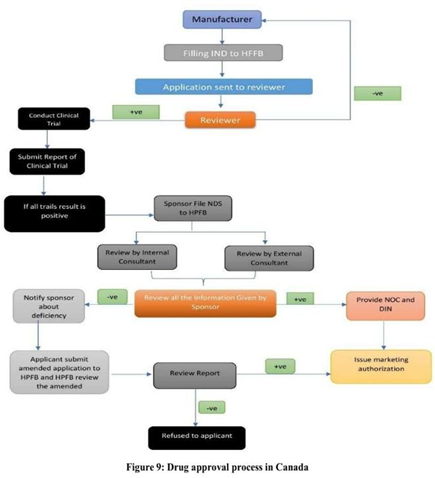 Manufacturer
Filling IND to HFFB
Application sent to reviewer
-ve
+ve
Reviewer
Conduct Clinical
Trial
Submit Report of
Clinical Trial
If all trails result is
positive
Sponsor File NDS
to HPFB
Review by Internal
Consultant
Review by External
Consultant
Notify sponsor
about
deficiency
-ve
Review all the Information Given by
Sponsor
+ve
Provide NOC and
DIN
Applicant submit
amended application to
HPFB and HPFB review
the amended
Review Report
+ve
Issue marketing
authorization
-ve
Refused to applicant
Figure 9: Drug approval process in Canada